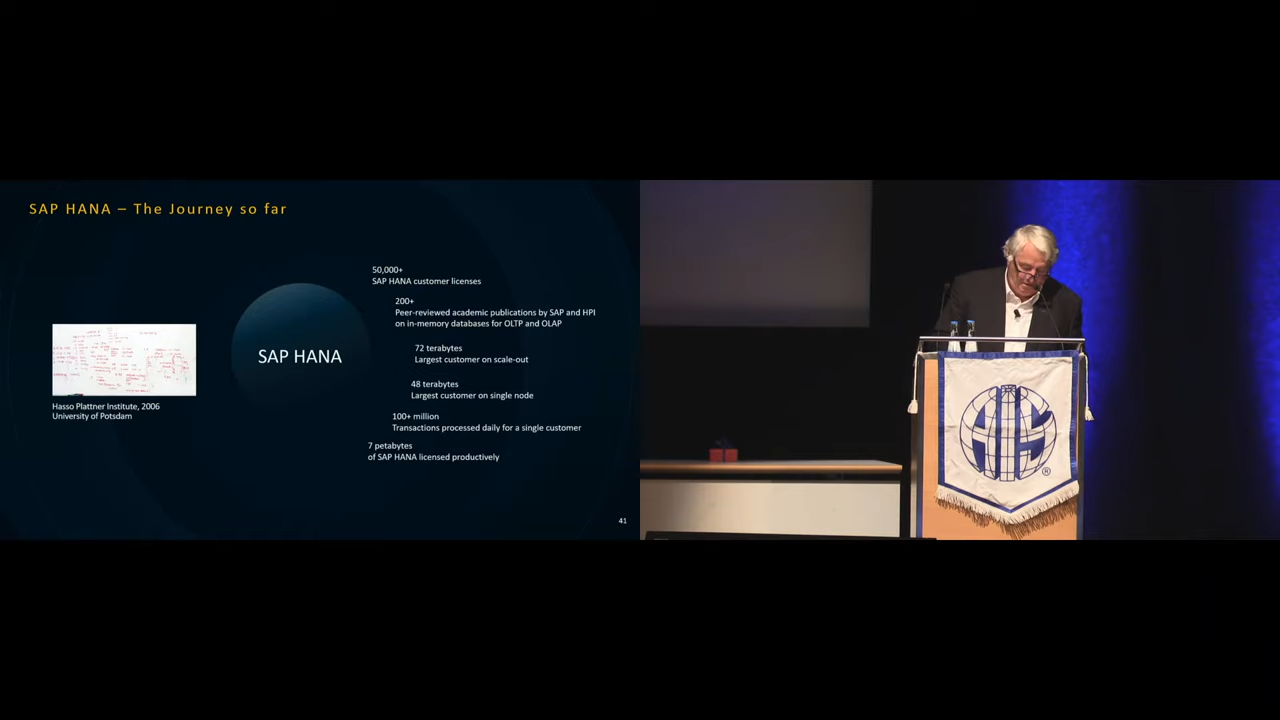 SAP HANA – The Journey so far
50,000+
SAP HANA customer licenses
200+
Peer-reviewed academic publications by SAP and HPI
on in-memory databases for OLTP and OLAP
72 terabytes
Largest customer on scale-out
SAP HANA
48 terabytes
Largest customer on single node
Hasso Plattner Institute, 2006
University of Potsdam
100+ million
Transactions processed daily for a single customer
7 petabytes
of SAP HANA licensed productively
41
®